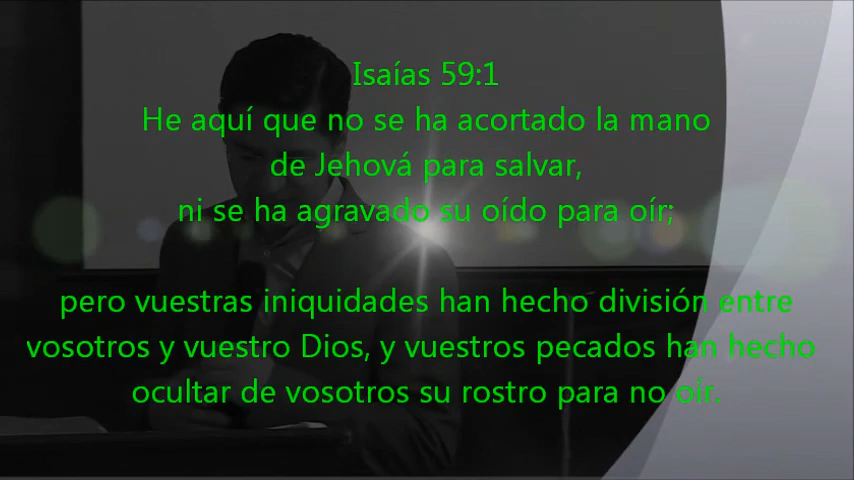 Isaías 59:1
He aquí que no se ha acortado la mano
de Jehová para salvar,
ni se ha agravado su oído para oír;
pero vuestras iniquidades han hecho división entre
vosotros y vuestro Dios, y vuestros pecados han hecho
ocultar de vosotros su rostro para no oír.